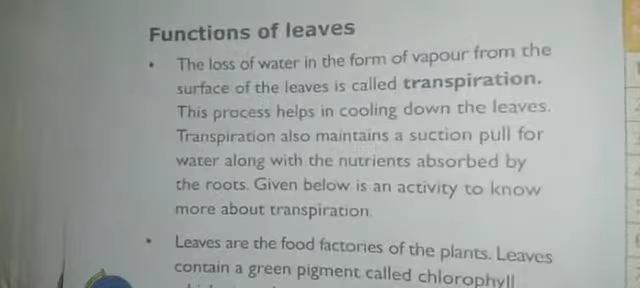 Functions of leaves
• The loss of water in the form of vapour from the
surface of the leaves is called transpiration.
This process helps in cooling down the leaves.
Transpiration also maintains a suction pull for
water along with the nutrients absorbed by
the roots. Given below is an activity to know
more about transpiration.
• Leaves are the food factories of the plants. Leaves
contain a green pigment called chlorophyll